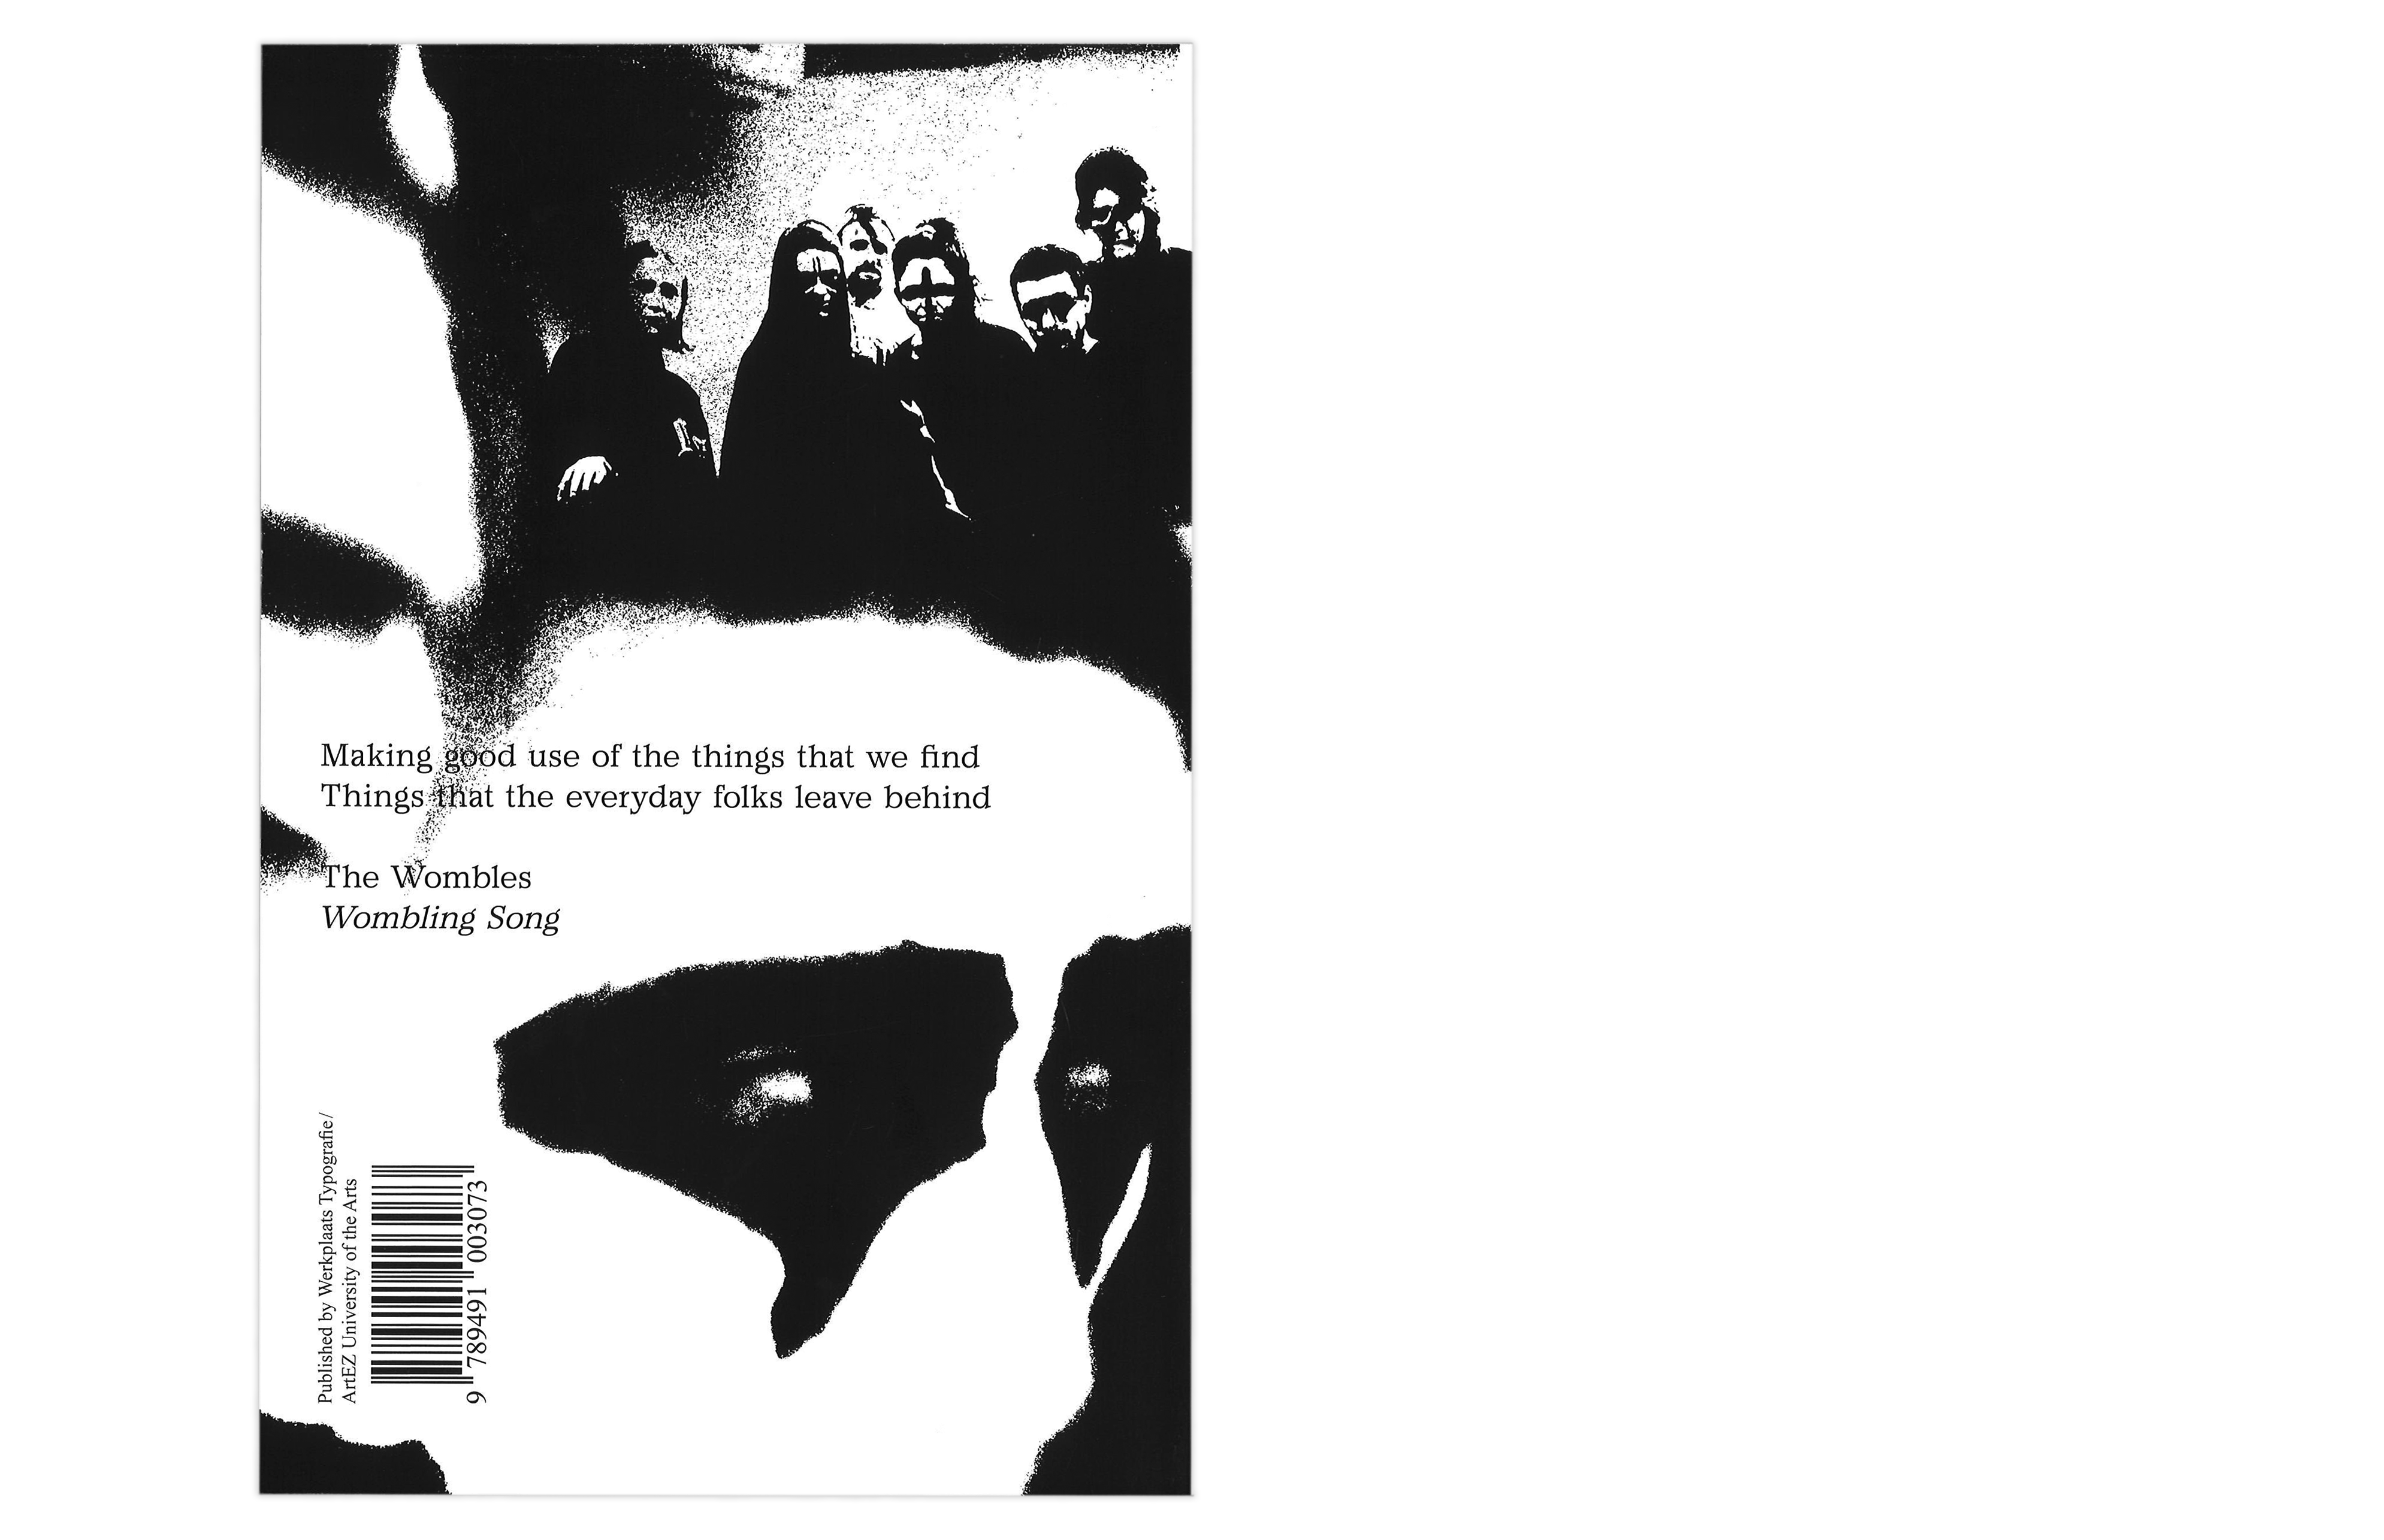 Making good use of the things that we find
Things that the everyday folks leave behind
The Wombles
Wombling Song
Published by Werkplaats Typografie/
ArtEZ University of the Arts
9 789491 003073